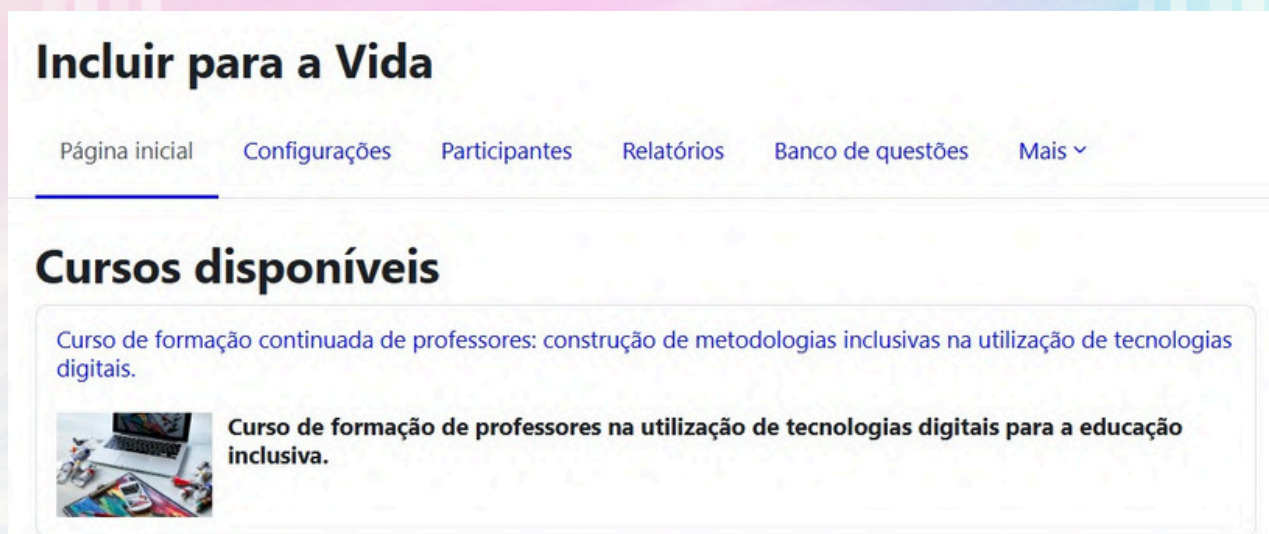 Incluir para a Vida
Página inicial Configurações Participantes Relatórios Banco de questões Mais
Cursos disponíveis
Curso de formação continuada de professores: construção de metodologias inclusivas na utilização de tecnologias
digitais.
Curso de formação de professores na utilização de tecnologias digitais para a educação
inclusiva.